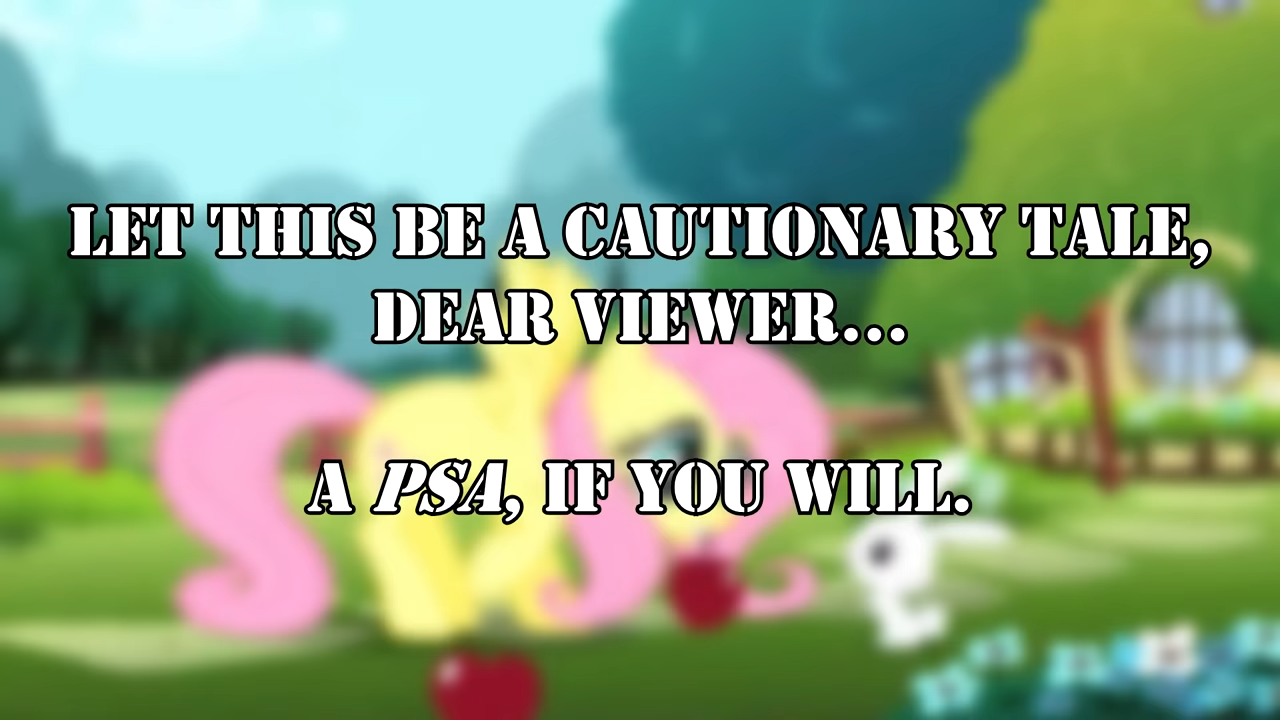 LET THIS BE A CAUTIONARY TALE,
DEAR VIEWER...
A PSA, IF YOU WILL.